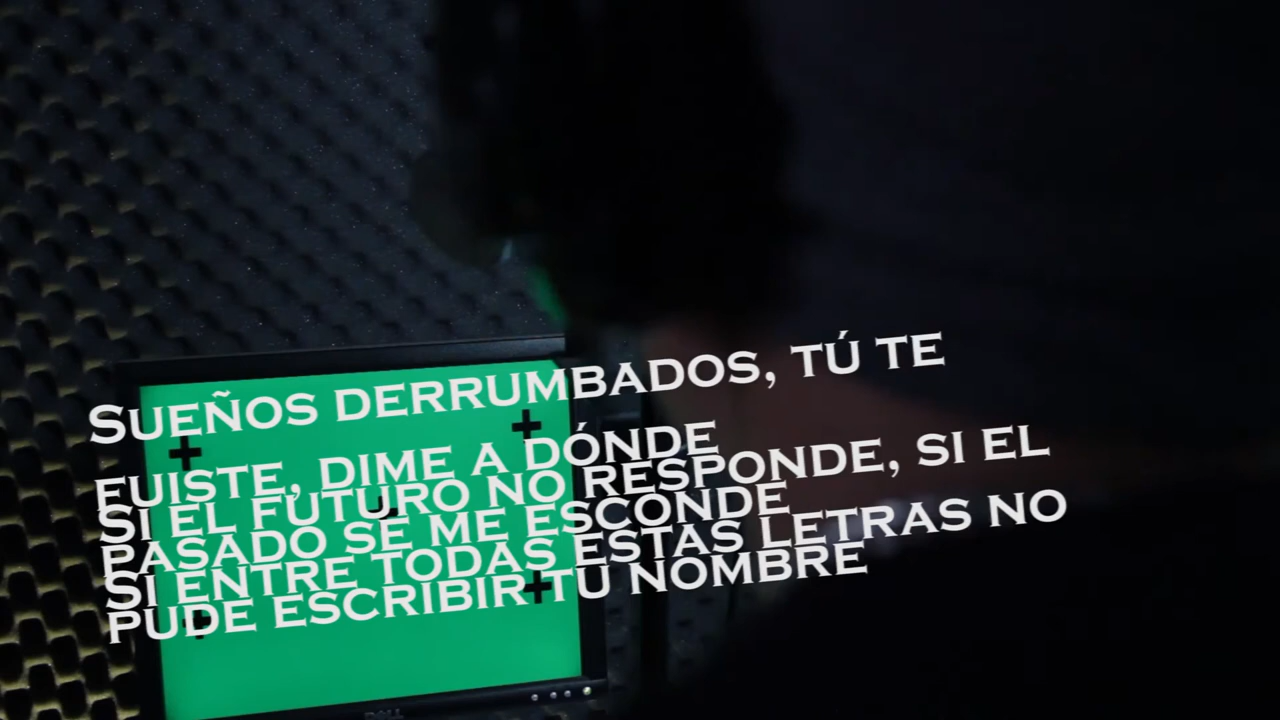 Sueños derrumbados, tú te
fuiste, dime a dónde
si el futuro no responde, si el
pasado se me esconde
si entre todas estas letras no
pude escribir tu nombre
DELL